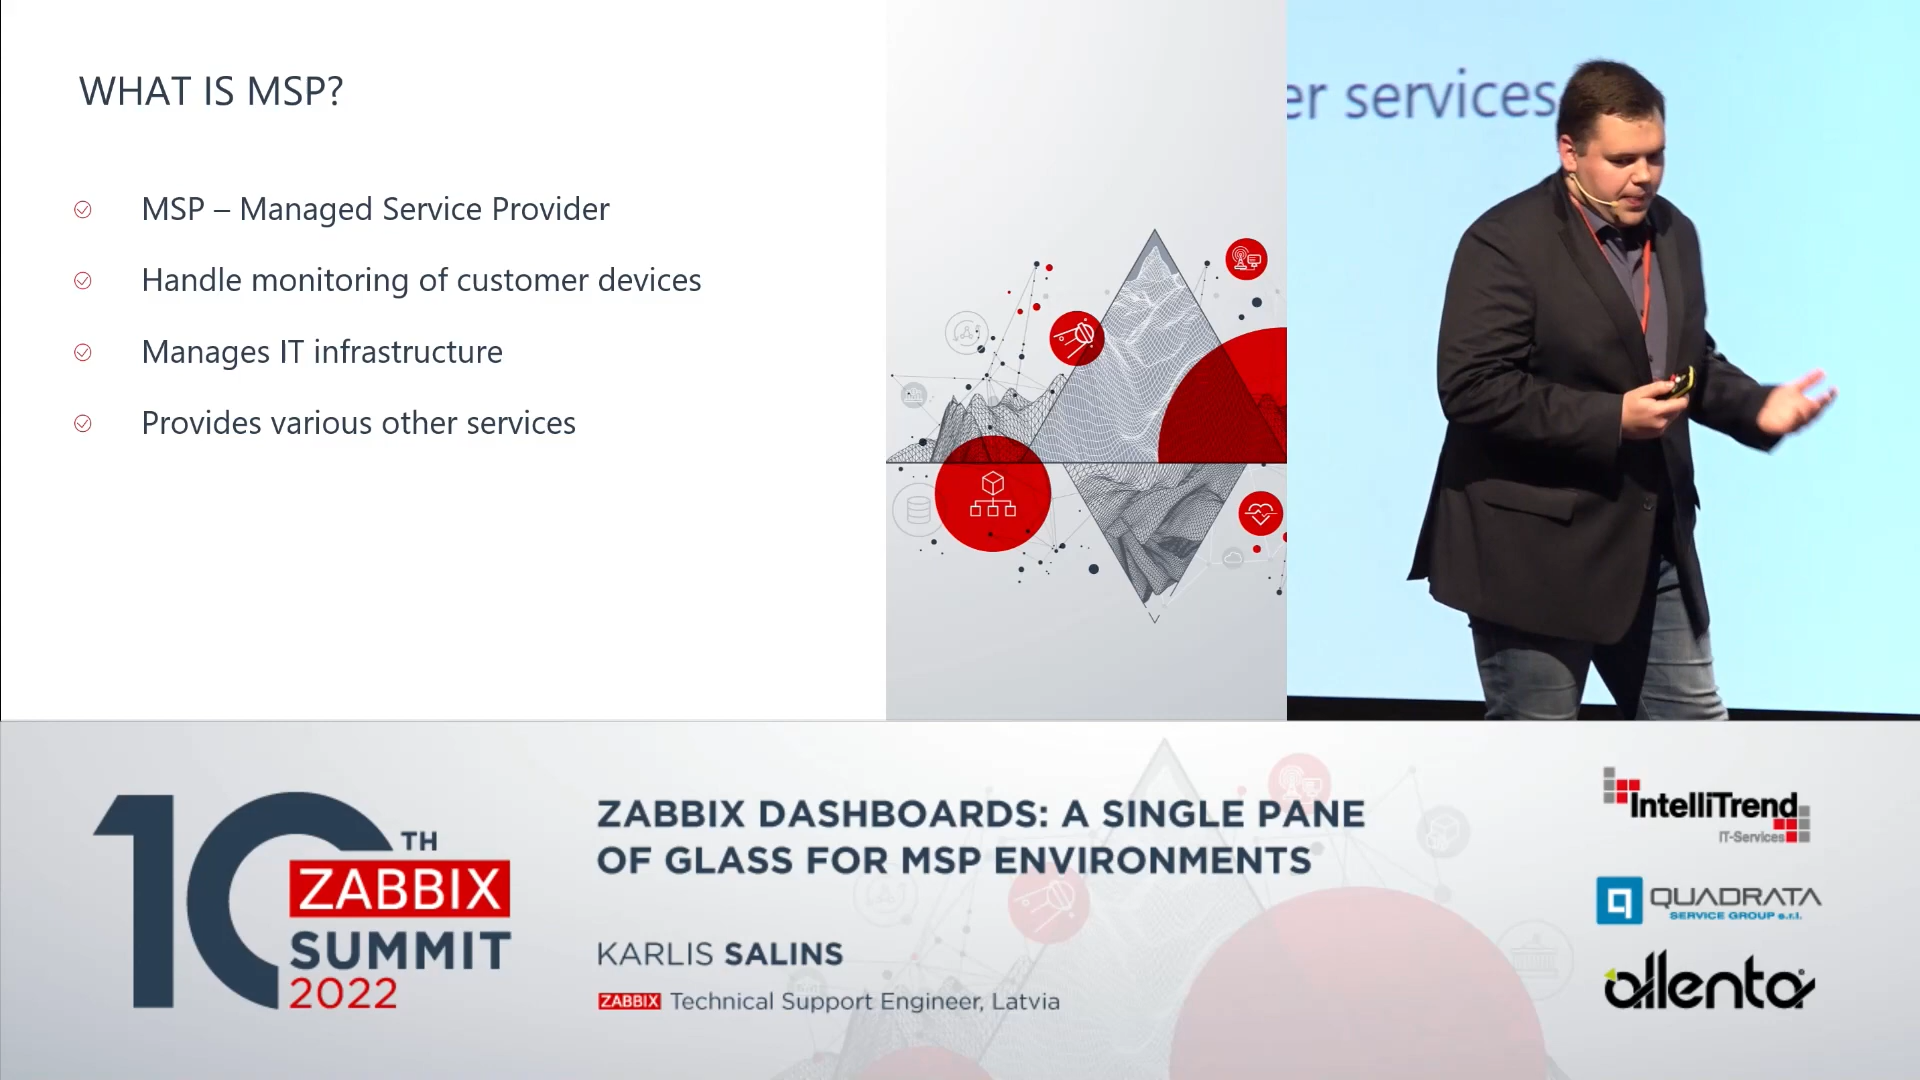 WHAT IS MSP?
MSP – Managed Service Provider
Handle monitoring of customer devices
Manages IT infrastructure
Provides various other services
er services
10TH
ZABBIX
SUMMIT
2022
ZABBIX DASHBOARDS: A SINGLE PANE
OF GLASS FOR MSP ENVIRONMENTS
KARLIS SALINS
ZABBIX Technical Support Engineer, Latvia
IntelliTrend
IT-Services
QUADRATA
SERVICE GROUP s.r.l.
allenta